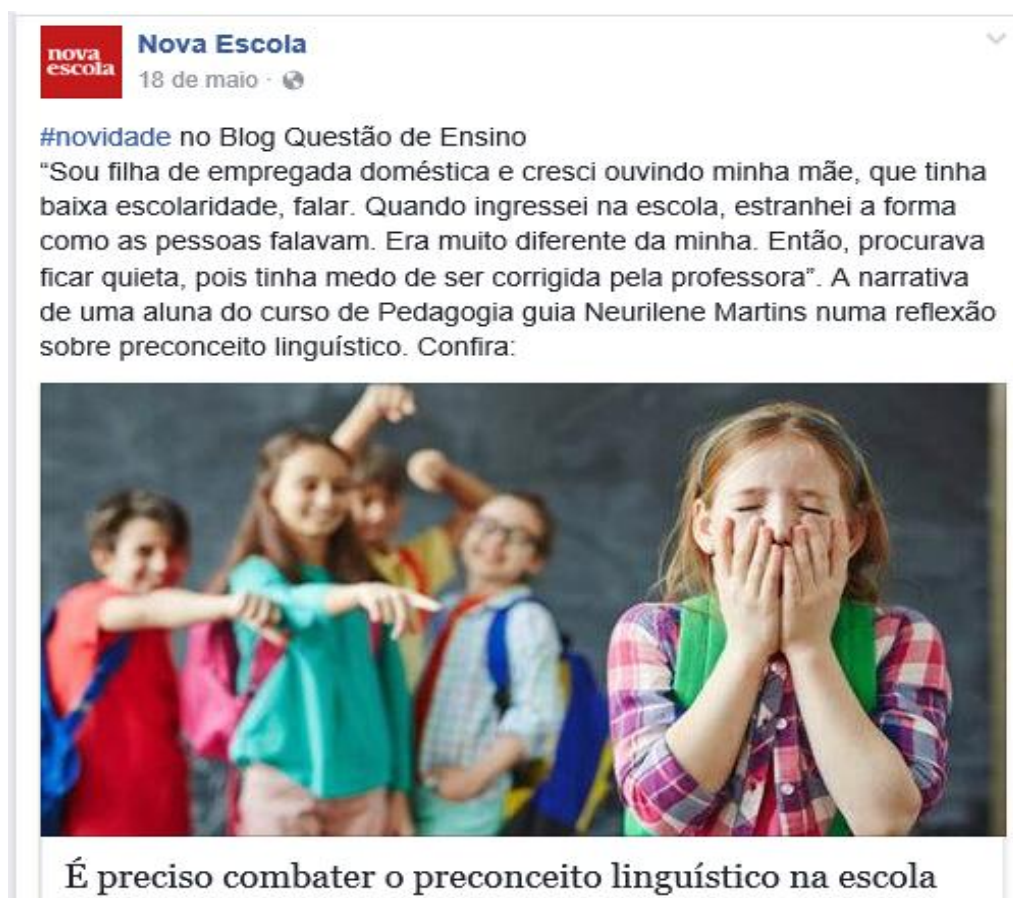 nova
escola
Nova Escola
18 de maio ·
#novidade no Blog Questão de Ensino
“Sou filha de empregada doméstica e cresci ouvindo minha mãe, que tinha
baixa escolaridade, falar. Quando ingressei na escola, estranhei a forma
como as pessoas falavam. Era muito diferente da minha. Então, procurava
ficar quieta, pois tinha medo de ser corrigida pela professora”. A narrativa
de uma aluna do curso de Pedagogia guia Neurilene Martins numa reflexão
sobre preconceito linguístico. Confira:
É preciso combater o preconceito linguístico na escola